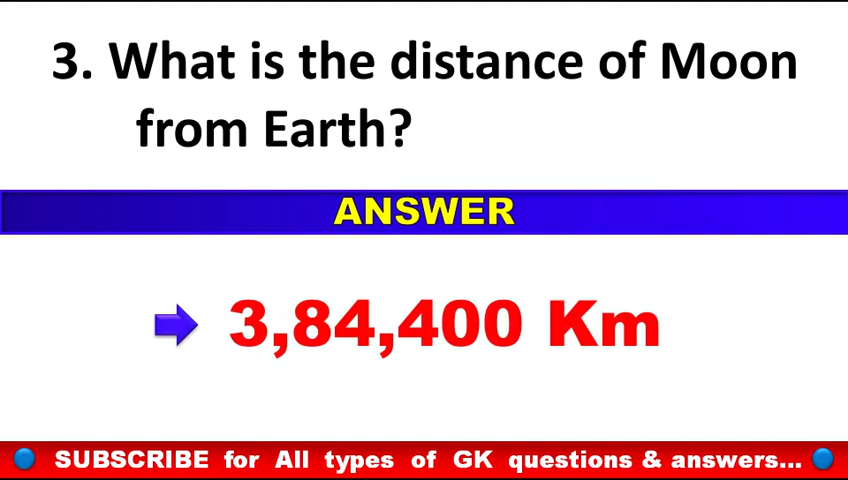 3. What is the distance of Moon
from Earth?
ANSWER
3,84,400 Km
SUBSCRIBE for All types of GK questions & answers...